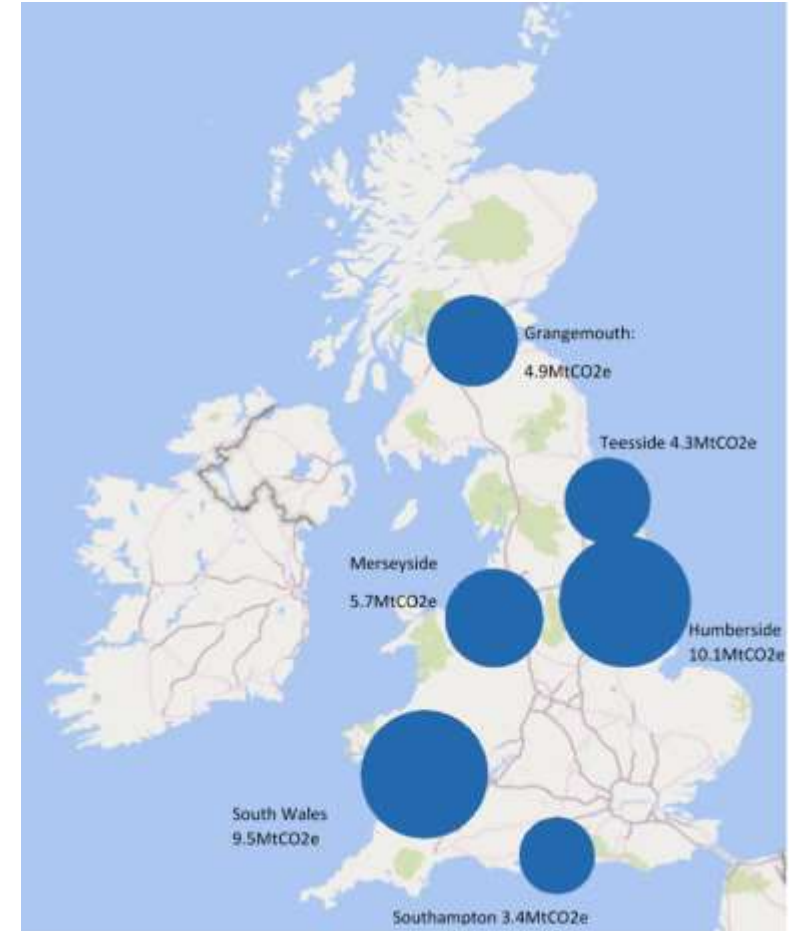 Grangemouth:
4.9MtCO2e
Teesside 4.3MtCO2e
Merseyside
5.7MtCO2e
Humberside
10.1MtCO2e
South Wales
9.5MtCO2e
Southampton 3.4MtCO2e